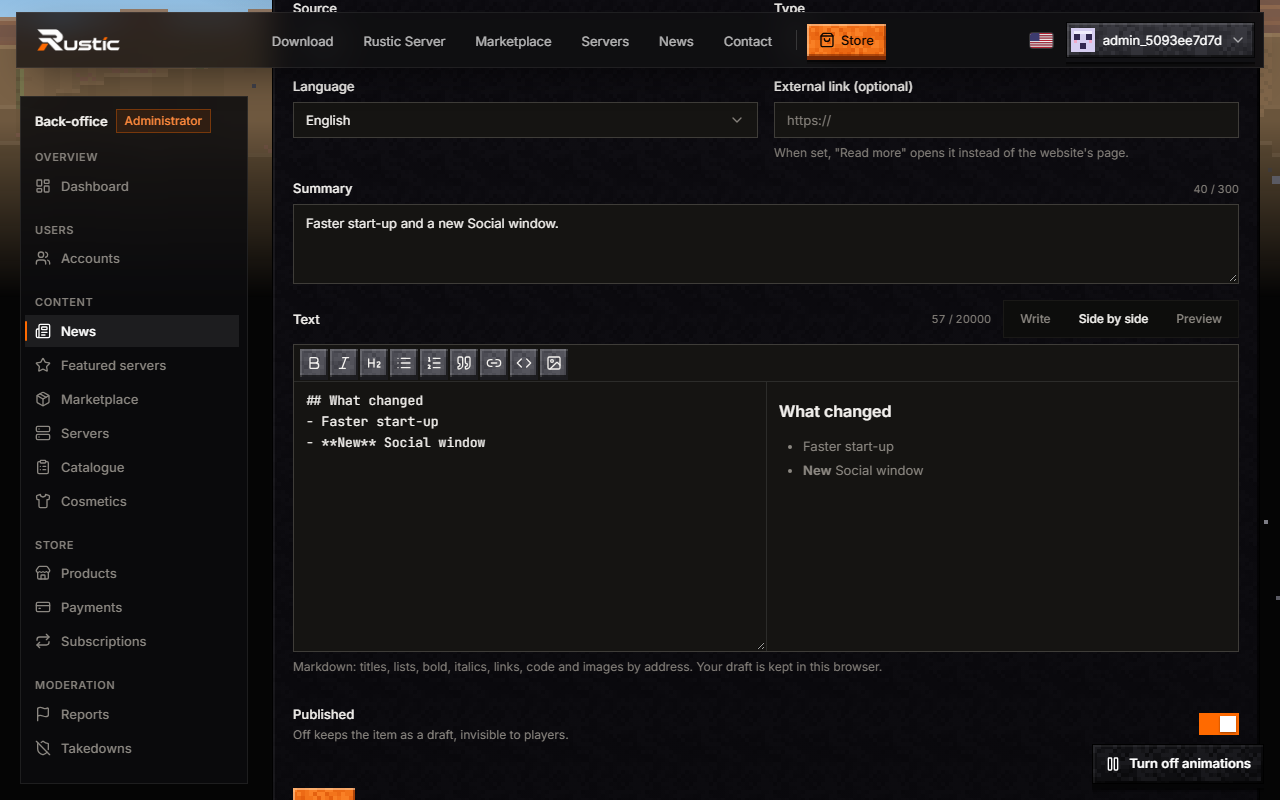 Source
Type
Rustic
Download
Rustic Server
Marketplace
Servers
News
Contact
Store
admin_5093ee7d7d
Back-office
Administrator
OVERVIEW
Dashboard
USERS
Accounts
CONTENT
News
Featured servers
Marketplace
Servers
Catalogue
Cosmetics
STORE
Products
Payments
Subscriptions
MODERATION
Reports
Takedowns
Language
External link (optional)
English
https://
When set, "Read more" opens it instead of the website's page.
Summary
40 / 300
Faster start-up and a new Social window.
Text
57 / 20000
Write
Side by side
Preview
B I H2
## What changed
- Faster start-up
- **New** Social window
What changed
• Faster start-up
• New Social window
Markdown: titles, lists, bold, italics, links, code and images by address. Your draft is kept in this browser.
Published
Off keeps the item as a draft, invisible to players.
Turn off animations